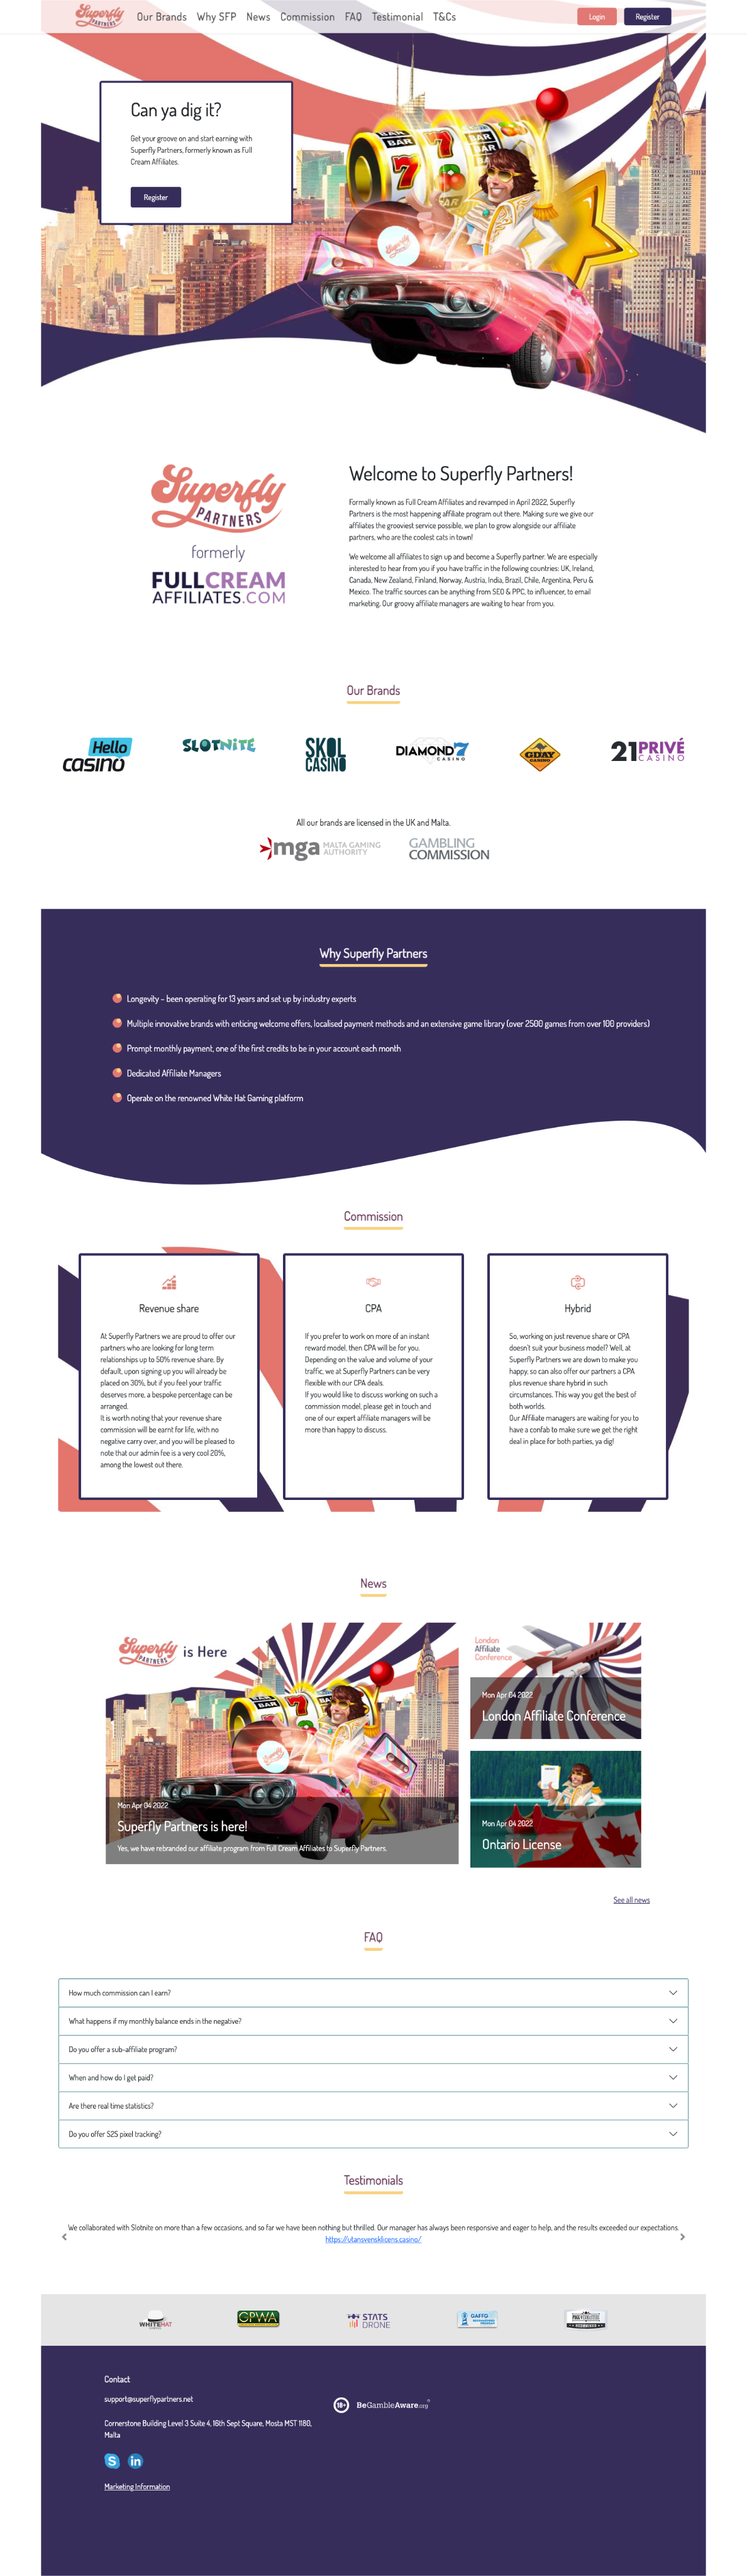 Superfly PARTNERS
Our Brands Why SFP News Commission FAQ Testimonial T&Cs
Login Register
Can ya dig it?
Get your groove on and start earning with
Superfly Partners, formerly known as Full
Cream Affiliates.
Register
BAR BAR BAR
7 7
Superfly
Superfly
PARTNERS
formerly
FULLCREAM
AFFILIATES.COM
Welcome to Superfly Partners!
Formally known as Full Cream Affiliates and revamped in April 2022, Superfly
Partners is the most happening affiliate program out there. Making sure we give our
affiliates the grooviest service possible, we plan to grow alongside our affiliate
partners, who are the coolest cats in town!
We welcome all affiliates to sign up and become a Superfly partner. We are especially
interested to hear from you if you have traffic in the following countries: UK, Ireland,
Canada, New Zealand, Finland, Norway, Austria, India, Brazil, Chile, Argentina, Peru &
Mexico. The traffic sources can be anything from SEO & PPC, to influencer, to email
marketing. Our groovy affiliate managers are waiting to hear from you.
Our Brands
Hello casino
SLOTNITE
SKOL CASINO
DIAMOND 7 CASINO
GDAY CASINO
21 PRIVÉ CASINO
All our brands are licensed in the UK and Malta.
mga MALTA GAMING AUTHORITY
GAMBLING COMMISSION
Why Superfly Partners
Longevity – been operating for 13 years and set up by industry experts
Multiple innovative brands with enticing welcome offers, localised payment methods and an extensive game library (over 2500 games from over 100 providers)
Prompt monthly payment, one of the first credits to be in your account each month
Dedicated Affiliate Managers
Operate on the renowned White Hat Gaming platform
Commission
Revenue share
At Superfly Partners we are proud to offer our
partners who are looking for long term
relationships up to 50% revenue share. By
default, upon signing up you will already be
placed on 30%, but if you feel your traffic
deserves more, a bespoke percentage can be
arranged.
It is worth noting that your revenue share
commission will be earnt for life, with no
negative carry over, and you will be pleased to
note that our admin fee is a very cool 20%,
among the lowest out there.
CPA
If you prefer to work on more of an instant
reward model, then CPA will be for you.
Depending on the value and volume of your
traffic, we at Superfly Partners can be very
flexible with our CPA deals.
If you would like to discuss working on such a
commission model, please get in touch and
one of our expert affiliate managers will be
more than happy to discuss.
Hybrid
So, working on just revenue share or CPA
doesn't suit your business model? Well, at
Superfly Partners we are down to make you
happy, so can also offer our partners a CPA
plus revenue share hybrid in such
circumstances. This way you get the best of
both worlds.
Our Affiliate managers are waiting for you to
have a confab to make sure we get the right
deal in place for both parties, ya dig!
News
Superfly PARTNERS is Here
BAR BAR
7 7
Mon Apr 04 2022
Superfly Partners is here!
Yes, we have rebranded our affiliate program from Full Cream Affiliates to Superfly Partners.
London
Affiliate
Conference
Mon Apr 04 2022
London Affiliate Conference
Mon Apr 04 2022
Ontario License
See all news
FAQ
How much commission can I earn?
What happens if my monthly balance ends in the negative?
Do you offer a sub-affiliate program?
When and how do I get paid?
Are there real time statistics?
Do you offer S2S pixel tracking?
Testimonials
We collaborated with Slotnite on more than a few occasions, and so far we have been nothing but thrilled. Our manager has always been responsive and eager to help, and the results exceeded our expectations.
https://utansvensklicens.casino/
WHITEHAT
CPWA
STATS DRONE
GAFFG
Contact
support@superflypartners.net
Cornerstone Building Level 3 Suite 4, 16th Sept Square, Mosta MST 1180,
Malta
18+ BeGambleAware.org
Marketing Information